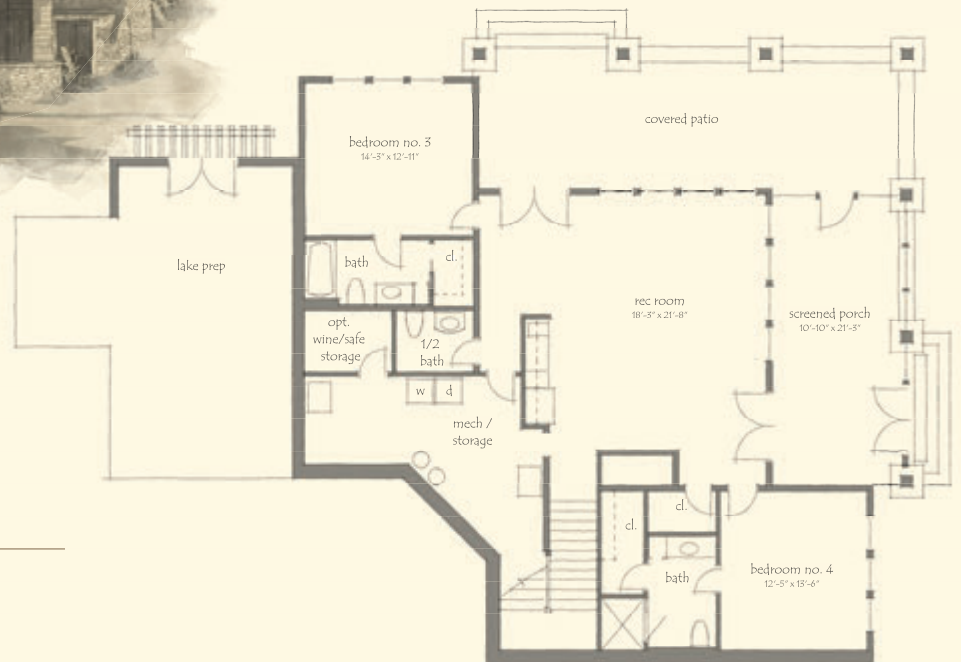 covered patio
bedroom no. 3
14'-3" x 12'-11"
lake prep
bath
cl.
rec room
18'-3" x 21'-8"
screened porch
10'-10" x 21'-3"
opt.
wine/safe
storage
1/2
bath
w
d
mech /
storage
cl.
cl.
bath
bedroom no. 4
12'-5" x 13'-6"